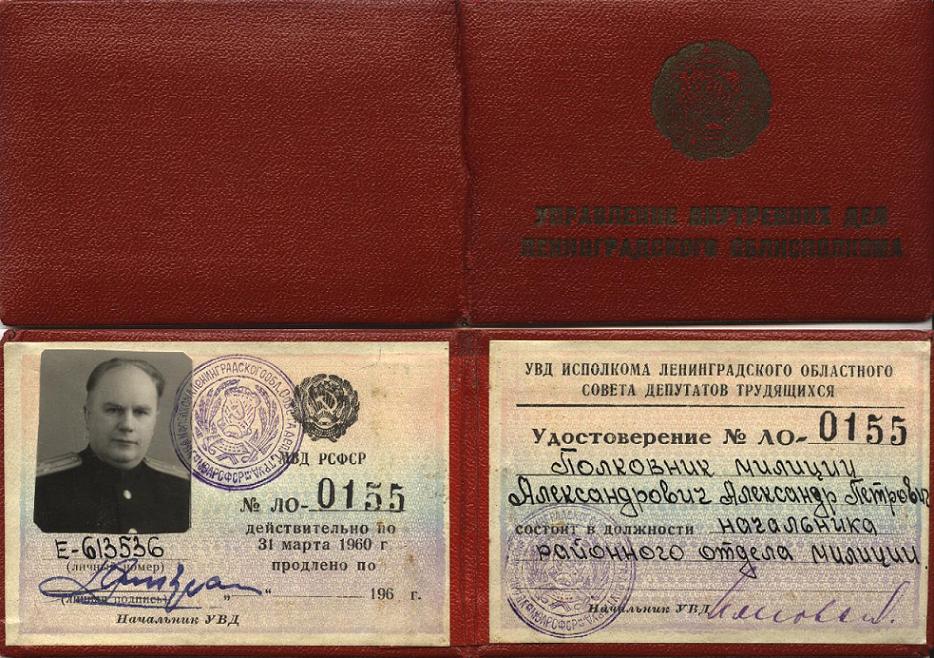 УПРАВЛЕНИЕ ВНУТРЕННИХ ДЕЛ
ЛЕНИНГРАДСКОГО ОБЛИСПОЛКОМА
МВД РСФСР
№ ЛО- 0155
действительно по
31 марта 1960 г
продлено по
„ “ 196 г.
Е-613536
(личный номер)
(личная подпись)
Начальник УВД
УВД ИСПОЛКОМА ЛЕНИНГРАДСКОГО ОБЛАСТНОГО
СОВЕТА ДЕПУТАТОВ ТРУДЯЩИХСЯ
Удостоверение № ЛО- 0155
Полковник милиции
Александрович Александр Петрович
состоит в должности начальника
районного отдела милиции
Начальник УВД